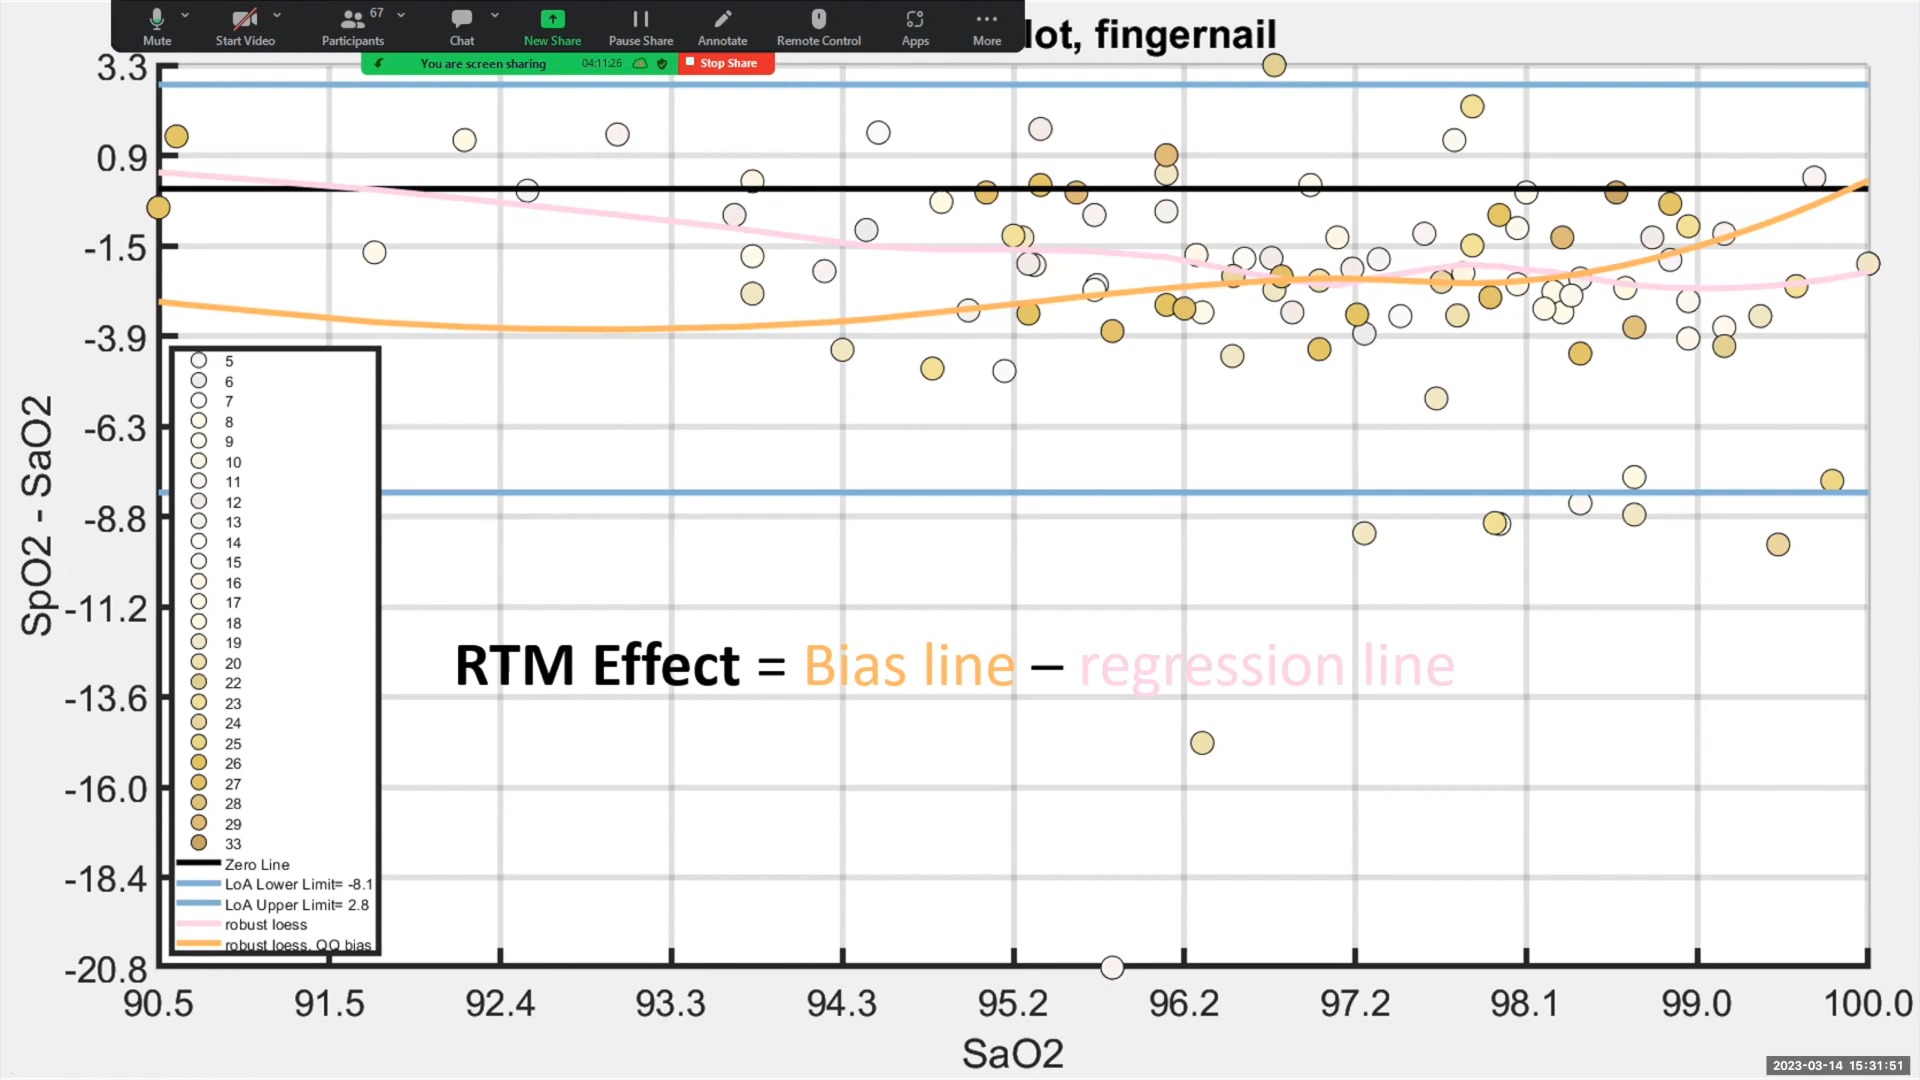 Mute
Start Video
67
Participants
Chat
New Share
Pause Share
Annotate
Remote Control
Apps
More
lot, fingernail
You are screen sharing
04:11:26
Stop Share
3.3
0.9
-1.5
-3.9
-6.3
-8.8
-11.2
-13.6
-16.0
-18.4
-20.8
SpO2 - SaO2
5
6
7
8
9
10
11
12
13
14
15
16
17
18
19
20
22
23
24
25
26
27
28
29
33
Zero Line
LoA Lower Limit= -8.1
LoA Upper Limit= 2.8
robust loess
robust loess, QQ bias
RTM Effect = Bias line – regression line
90.5 91.5 92.4 93.3 94.3 95.2 96.2 97.2 98.1 99.0 100.0
SaO2
2023-03-14 15:31:51